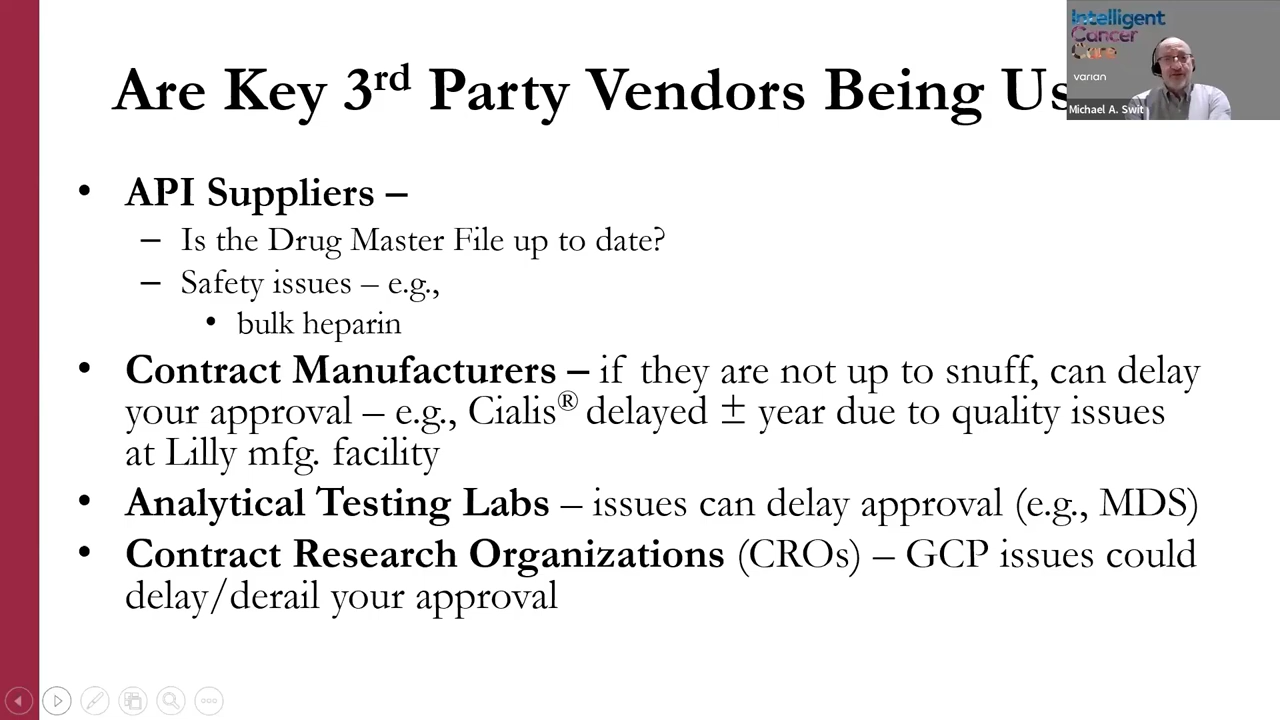 Intelligent
Cancer
Care
varian
Michael A. Swit
Are Key 3rd Party Vendors Being Us
• API Suppliers –
– Is the Drug Master File up to date?
– Safety issues – e.g.,
• bulk heparin
• Contract Manufacturers – if they are not up to snuff, can delay
your approval – e.g., Cialis® delayed ± year due to quality issues
at Lilly mfg. facility
• Analytical Testing Labs – issues can delay approval (e.g., MDS)
• Contract Research Organizations (CROs) – GCP issues could
delay/derail your approval